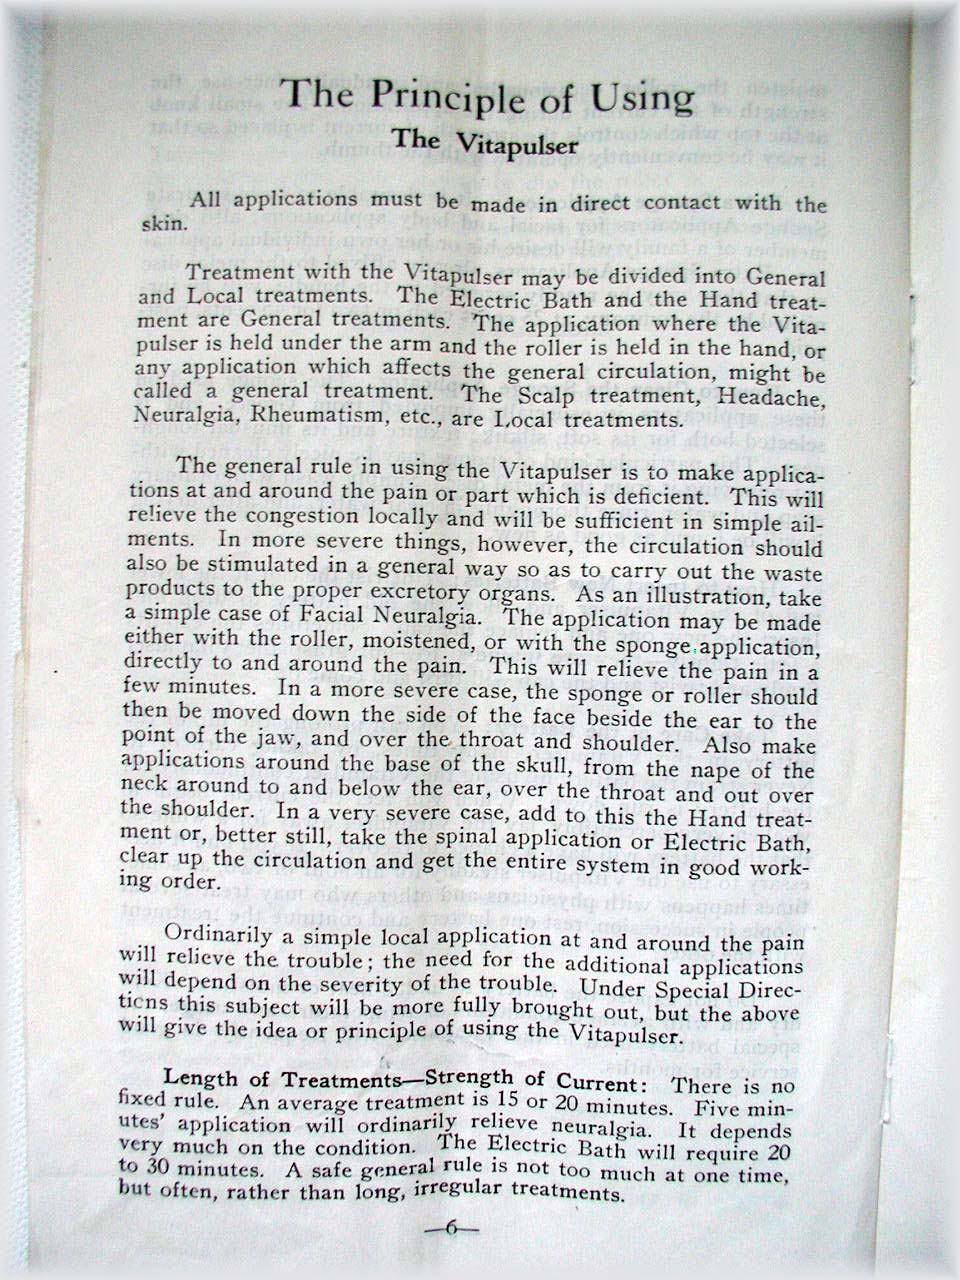 The Principle of Using
The Vitapulser
All applications must be made in direct contact with the
skin.
Treatment with the Vitapulser may be divided into General
and Local treatments. The Electric Bath and the Hand treat-
ment are General treatments. The application where the Vita-
pulser is held under the arm and the roller is held in the hand, or
any application which affects the general circulation, might be
called a general treatment. The Scalp treatment, Headache,
Neuralgia, Rheumatism, etc., are Local treatments.
The general rule in using the Vitapulser is to make applica-
tions at and around the pain or part which is deficient. This will
relieve the congestion locally and will be sufficient in simple ail-
ments. In more severe things, however, the circulation should
also be stimulated in a general way so as to carry out the waste
products to the proper excretory organs. As an illustration, take
a simple case of Facial Neuralgia. The application may be made
either with the roller, moistened, or with the sponge application,
directly to and around the pain. This will relieve the pain in a
few minutes. In a more severe case, the sponge or roller should
then be moved down the side of the face beside the ear to the
point of the jaw, and over the throat and shoulder. Also make
applications around the base of the skull, from the nape of the
neck around to and below the ear, over the throat and out over
the shoulder. In a very severe case, add to this the Hand treat-
ment or, better still, take the spinal application or Electric Bath,
clear up the circulation and get the entire system in good work-
ing order.
Ordinarily a simple local application at and around the pain
will relieve the trouble; the need for the additional applications
will depend on the severity of the trouble. Under Special Direc-
tions this subject will be more fully brought out, but the above
will give the idea or principle of using the Vitapulser.
Length of Treatments—Strength of Current: There is no
fixed rule. An average treatment is 15 or 20 minutes. Five min-
utes' application will ordinarily relieve neuralgia. It depends
very much on the condition. The Electric Bath will require 20
to 30 minutes. A safe general rule is not too much at one time,
but often, rather than long, irregular treatments.
—6—